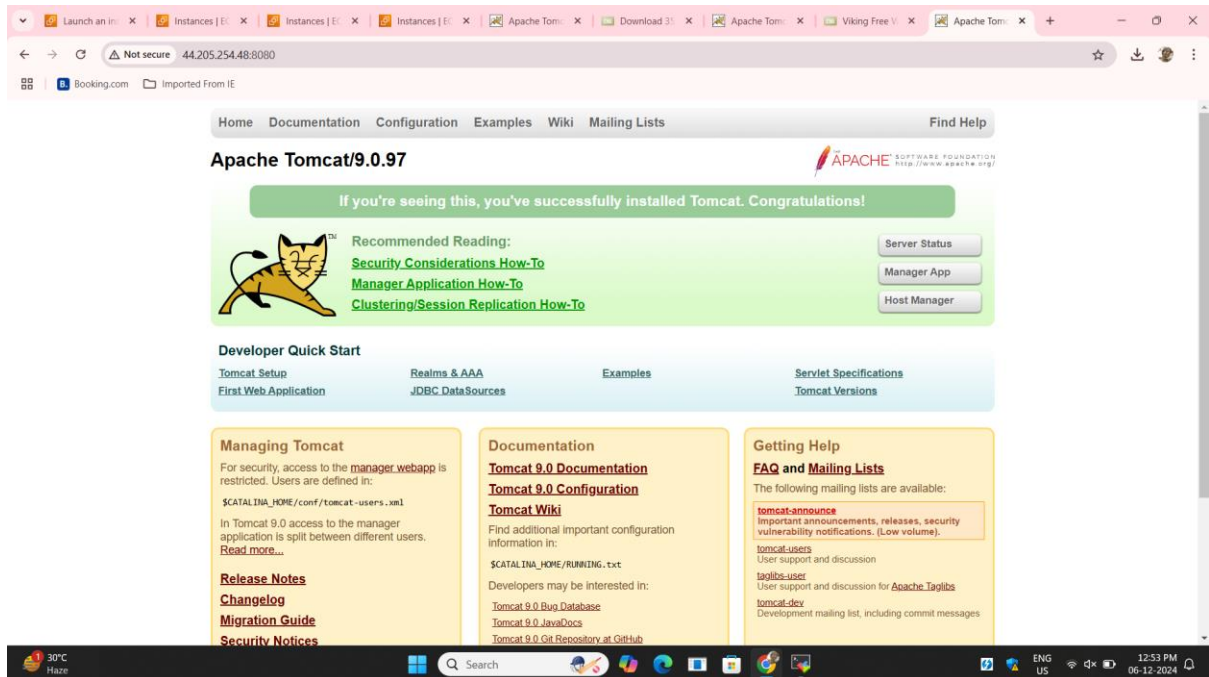 Launch an in
Instances | EC
Instances | EC
Instances | EC
Apache Tomc
Download 35
Apache Tomc
Viking Free V
Apache Tomc
Not secure 44.205.254.48:8080
Booking.com Imported From IE
Home Documentation Configuration Examples Wiki Mailing Lists Find Help
Apache Tomcat/9.0.97
APACHE SOFTWARE FOUNDATION
http://www.apache.org/
If you're seeing this, you've successfully installed Tomcat. Congratulations!
TM
Recommended Reading:
Security Considerations How-To
Manager Application How-To
Clustering/Session Replication How-To
Server Status
Manager App
Host Manager
Developer Quick Start
Tomcat Setup
First Web Application
Realms & AAA
JDBC DataSources
Examples
Servlet Specifications
Tomcat Versions
Managing Tomcat
For security, access to the manager webapp is
restricted. Users are defined in:
$CATALINA_HOME/conf/tomcat-users.xml
In Tomcat 9.0 access to the manager
application is split between different users.
Read more...
Release Notes
Changelog
Migration Guide
Security Notices
Documentation
Tomcat 9.0 Documentation
Tomcat 9.0 Configuration
Tomcat Wiki
Find additional important configuration
information in:
$CATALINA_HOME/RUNNING.txt
Developers may be interested in:
Tomcat 9.0 Bug Database
Tomcat 9.0 JavaDocs
Tomcat 9.0 Git Repository at GitHub
Getting Help
FAQ and Mailing Lists
The following mailing lists are available:
tomcat-announce
Important announcements, releases, security
vulnerability notifications. (Low volume).
tomcat-users
User support and discussion
taglibs-user
User support and discussion for Apache Taglibs
tomcat-dev
Development mailing list, including commit messages
1
30°C
Haze
Search
ENG
US
12:53 PM
06-12-2024